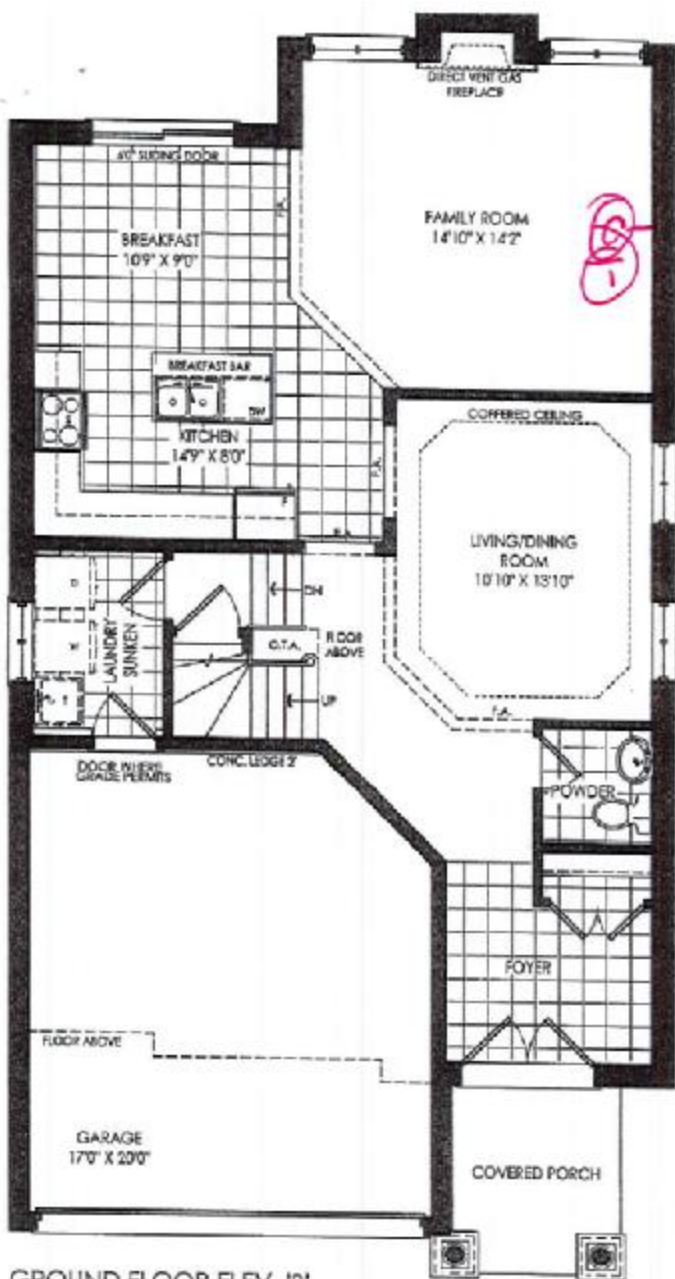 DIRECT VENT GAS
FIREPLACE
6'0" SLIDING DOOR
F.A.
FAMILY ROOM
14'10" X 14'2"
BREAKFAST
10'9" X 9'0"
BREAKFAST BAR
DW
KITCHEN
14'9" X 8'0"
COFFERED CEILING
F.A.
F
F.A.
LIVING/DINING
ROOM
10'10" X 13'10"
D
W
LAUNDRY
SUNKEN
DN
O.T.A.
FLOOR
ABOVE
UP
F.A.
DOOR WHERE
GRADE PERMITS
CONC. LEDGE 2'
POWDER
FOYER
FLOOR ABOVE
GARAGE
17'0" X 20'0"
COVERED PORCH
GROUND FLOOR ELEV.